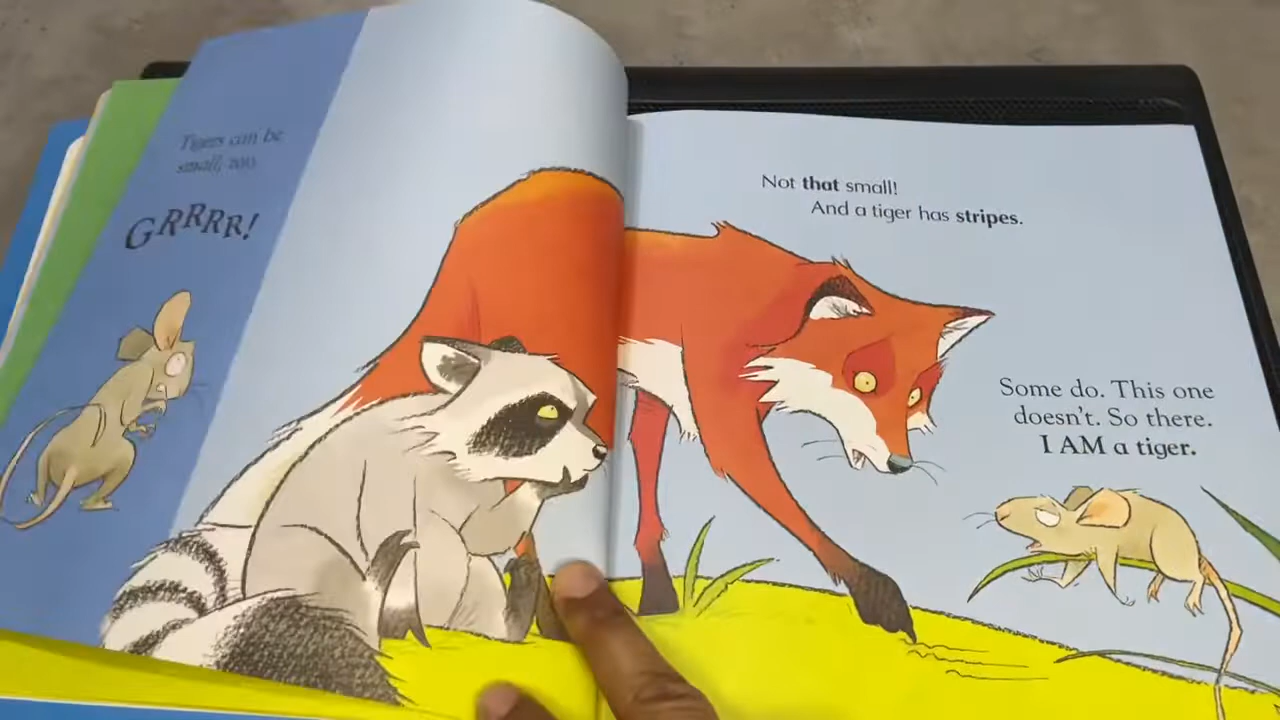 Tigers can be
small, too.
GRRRR!
Not that small!
And a tiger has stripes.
Some do. This one
doesn't. So there.
I AM a tiger.